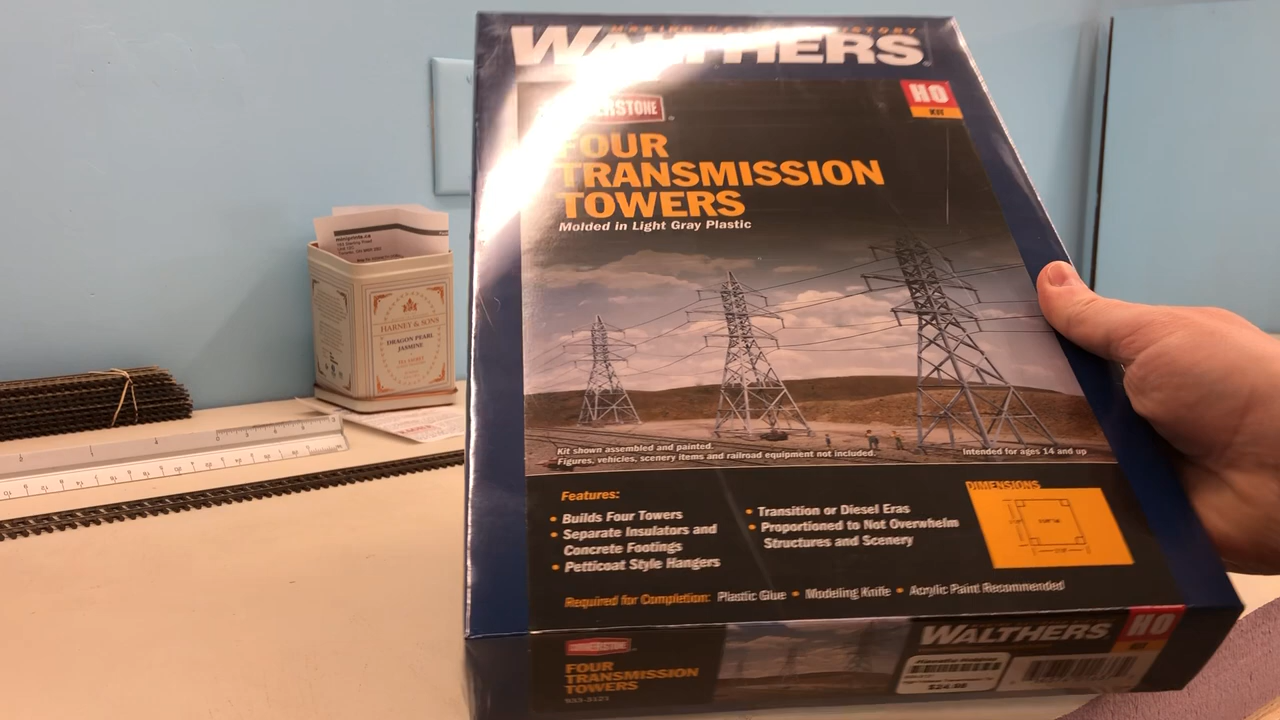 WALTHERS
HO
KIT
FOUR
TRANSMISSION
TOWERS
Molded in Light Gray Plastic
Kit shown assembled and painted.
Figures, vehicles, scenery items and railroad equipment not included.
Intended for ages 14 and up
Features:
• Builds Four Towers
• Separate Insulators and
Concrete Footings
• Petticoat Style Hangers
• Transition or Diesel Eras
• Proportioned to Not Overwhelm
Structures and Scenery
DIMENSIONS
Required for Completion: Plastic Glue • Modeling Knife • Acrylic Paint Recommended
FOUR
TRANSMISSION
TOWERS
933-3121
WALTHERS
HO
$24.98
HARNEY & SONS
DRAGON PEARL
JASMINE